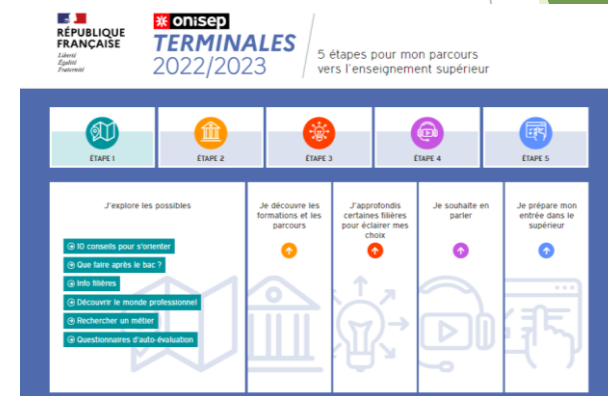 RÉPUBLIQUE
FRANÇAISE
Liberté
Égalité
Fraternité
onisep
TERMINALES
2022/2023
5 étapes pour mon parcours
vers l'enseignement supérieur
ÉTAPE 1
ÉTAPE 2
ÉTAPE 3
ÉTAPE 4
ÉTAPE 5
J'explore les possibles
10 conseils pour s'orienter
Que faire après le bac ?
Info filières
Découvrir le monde professionnel
Rechercher un métier
Questionnaires d'auto-évaluation
Je découvre les
formations et les
parcours
J'approfondis
certaines filières
pour éclairer mes
choix
Je souhaite en
parler
Je prépare mon
entrée dans le
supérieur